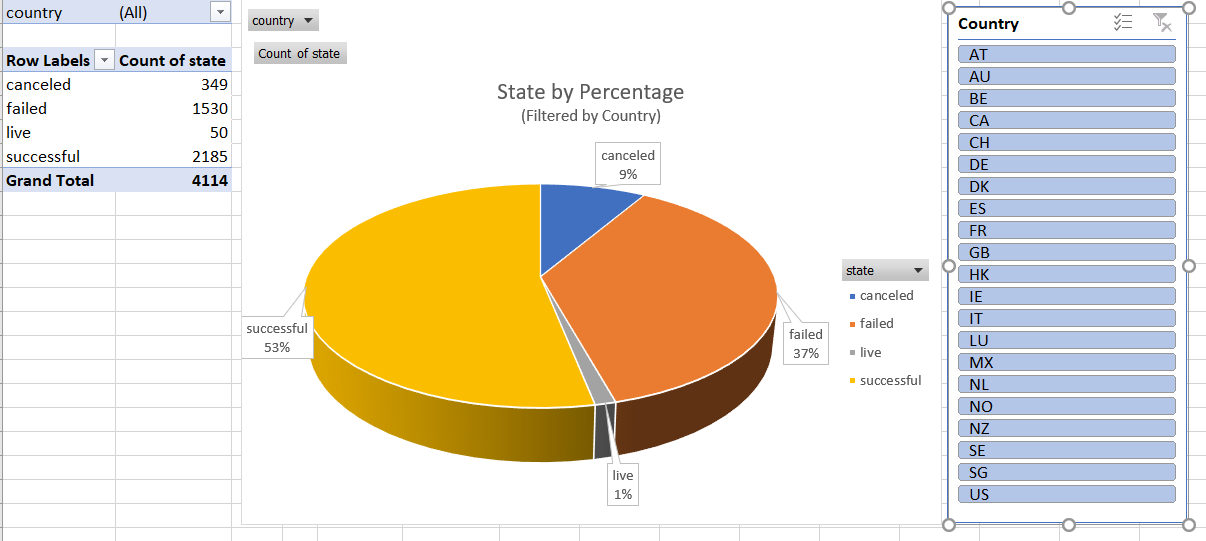 country (All)
Row Labels Count of state
canceled 349
failed 1530
live 50
successful 2185
Grand Total 4114
country
Count of state
State by Percentage
(Filtered by Country)
canceled
9%
successful
53%
failed
37%
live
1%
state
canceled
failed
live
successful
Country
AT
AU
BE
CA
CH
DE
DK
ES
FR
GB
HK
IE
IT
LU
MX
NL
NO
NZ
SE
SG
US